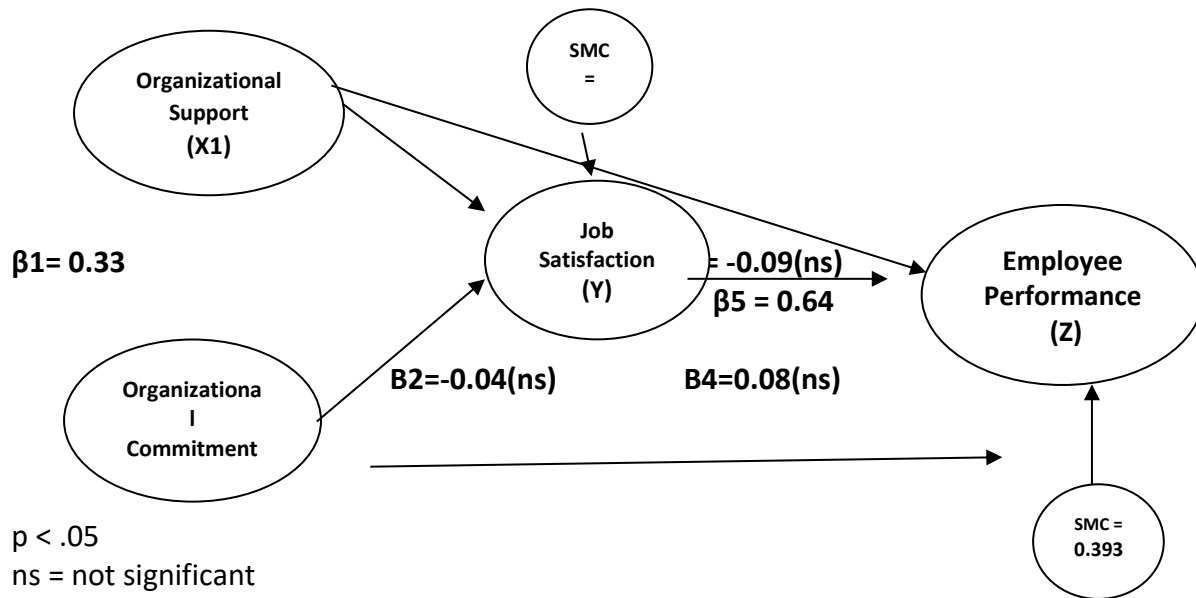 SMC
=
Organizational
Support
(X1)
Job
Satisfaction
(Y)
β1= 0.33
= -0.09(ns)
β5 = 0.64
Employee
Performance
(Z)
B2=-0.04(ns)
B4=0.08(ns)
Organizationa
l
Commitment
SMC =
0.393
p < .05
ns = not significant